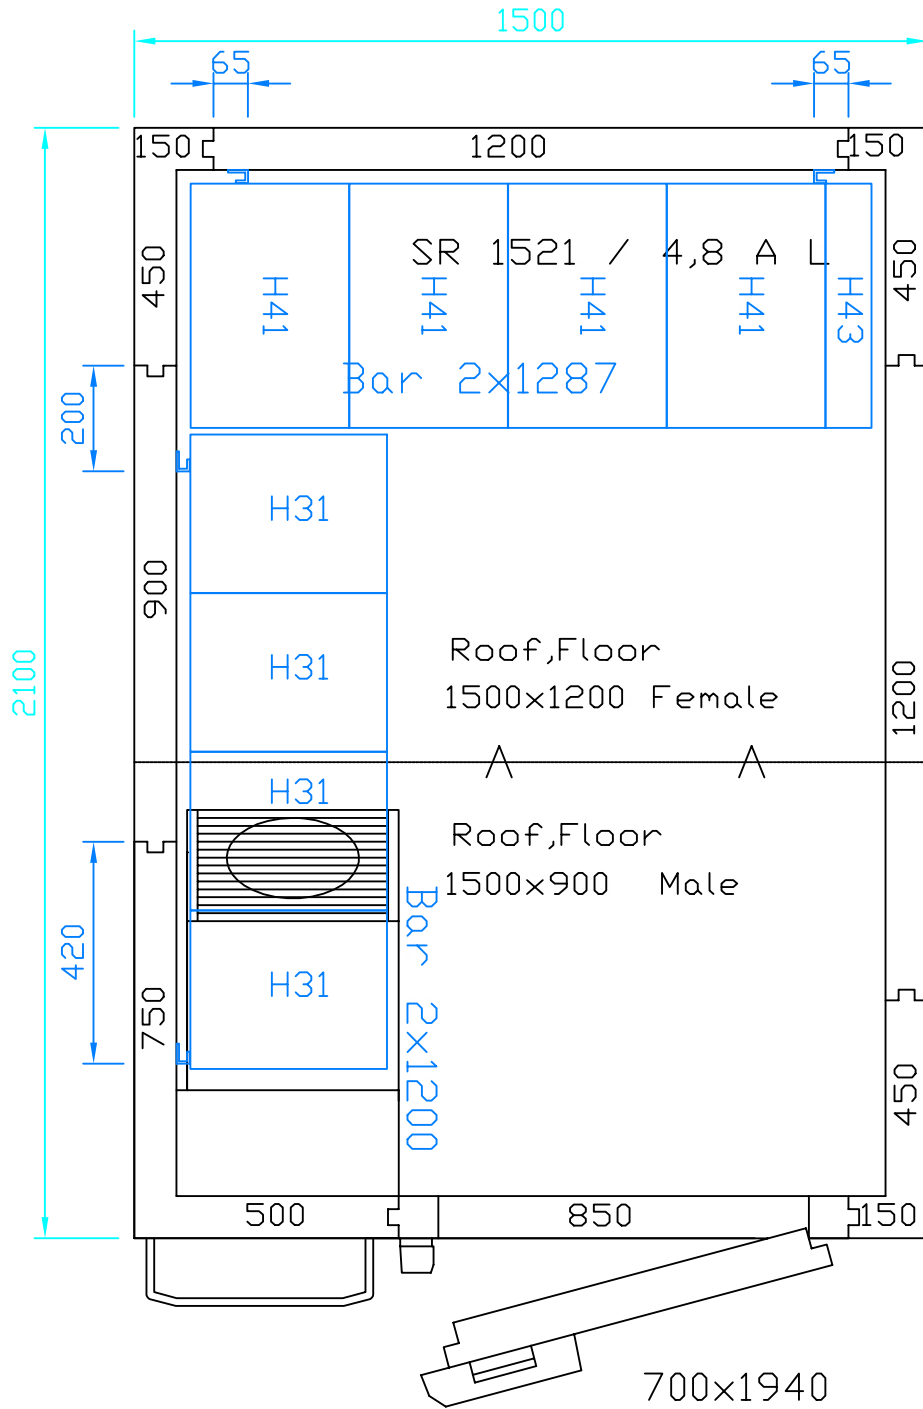 1500
65
65
150
1200
150
450
SR 1521 / 4,8 A L
450
H41
H41
H41
H41
H43
Bar 2x1287
200
H31
900
Roof,Floor
H31
2100
1500x1200 Female
1200
H31
Roof,Floor
1500x900 Male
420
H31
750
Bar 2x1200
450
500
850
150
700x1940